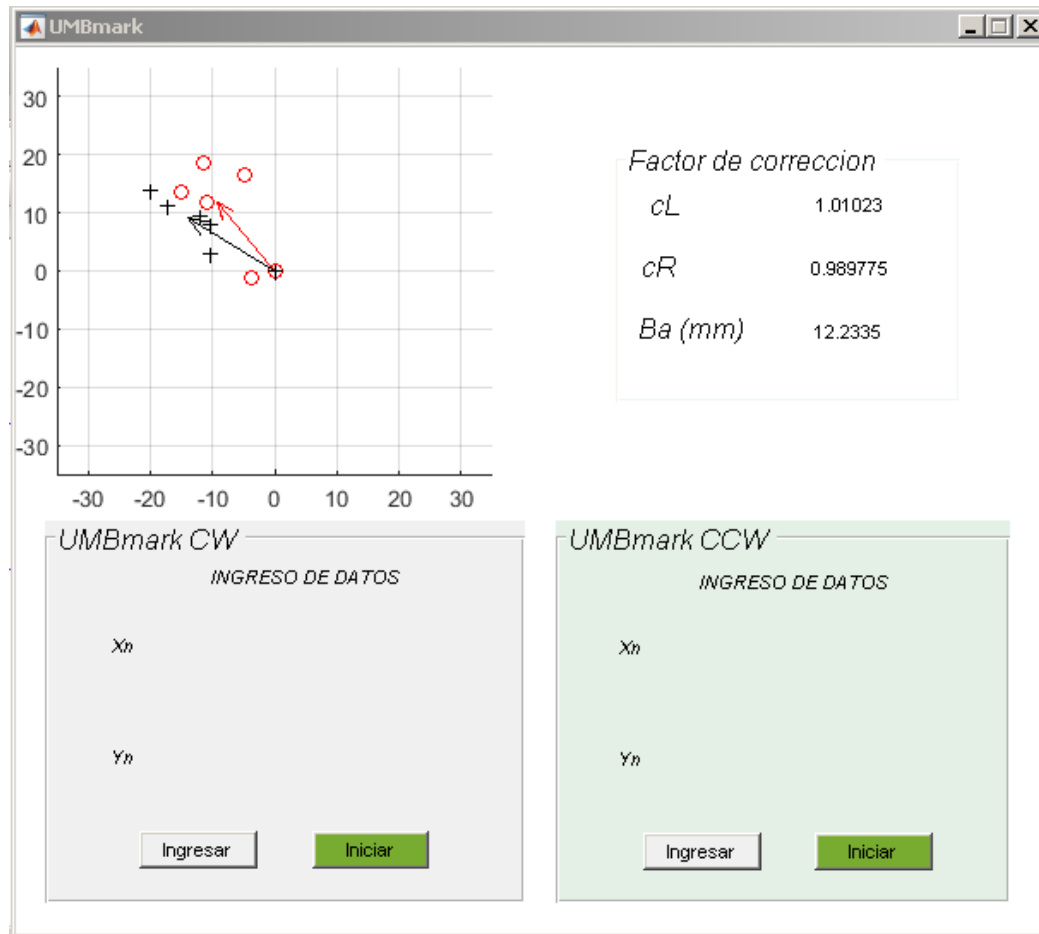 UMBmark
30
20
10
0
-10
-20
-30
-30 -20 -10 0 10 20 30
Factor de correccion
cL 1.01023
cR 0.989775
Ba (mm) 12.2335
UMBmark CW
INGRESO DE DATOS
Xn
Yn
Ingresar Iniciar
UMBmark CCW
INGRESO DE DATOS
Xn
Yn
Ingresar Iniciar